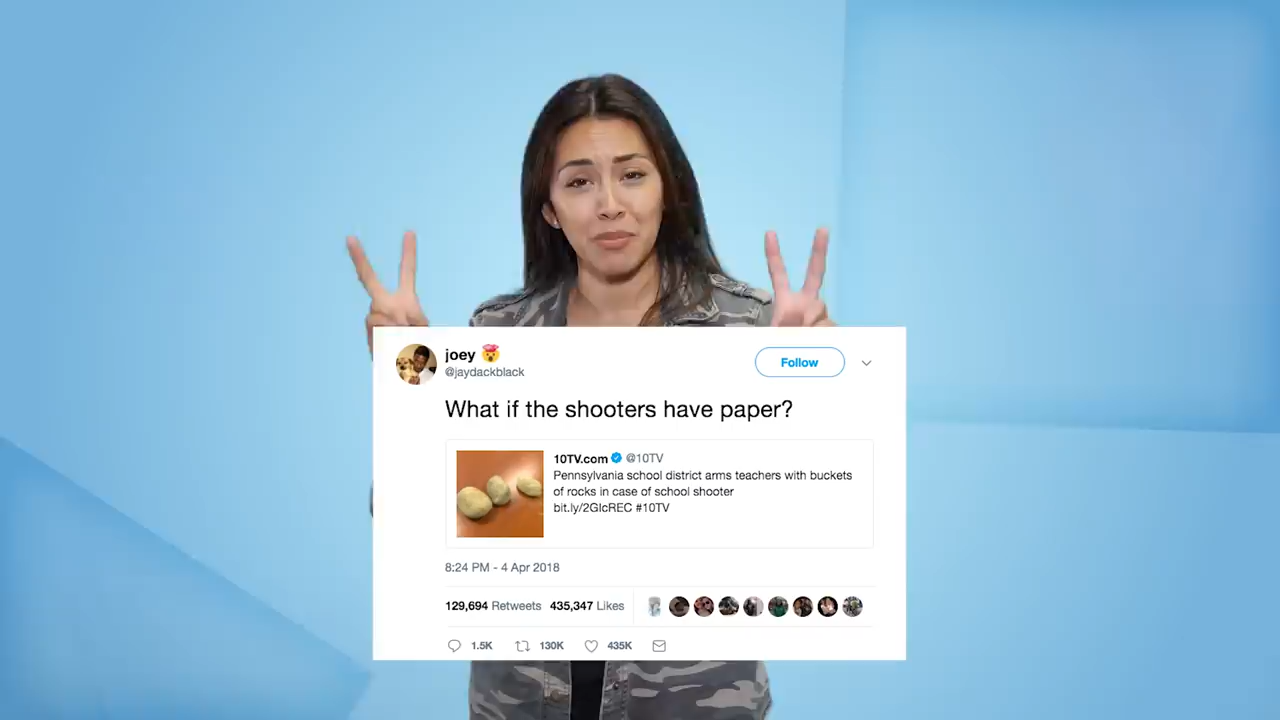 joey 🤯
@jaydackblack
Follow
What if the shooters have paper?
10TV.com @10TV
Pennsylvania school district arms teachers with buckets
of rocks in case of school shooter
bit.ly/2GIcREC #10TV
8:24 PM - 4 Apr 2018
129,694 Retweets 435,347 Likes
1.5K 130K 435K